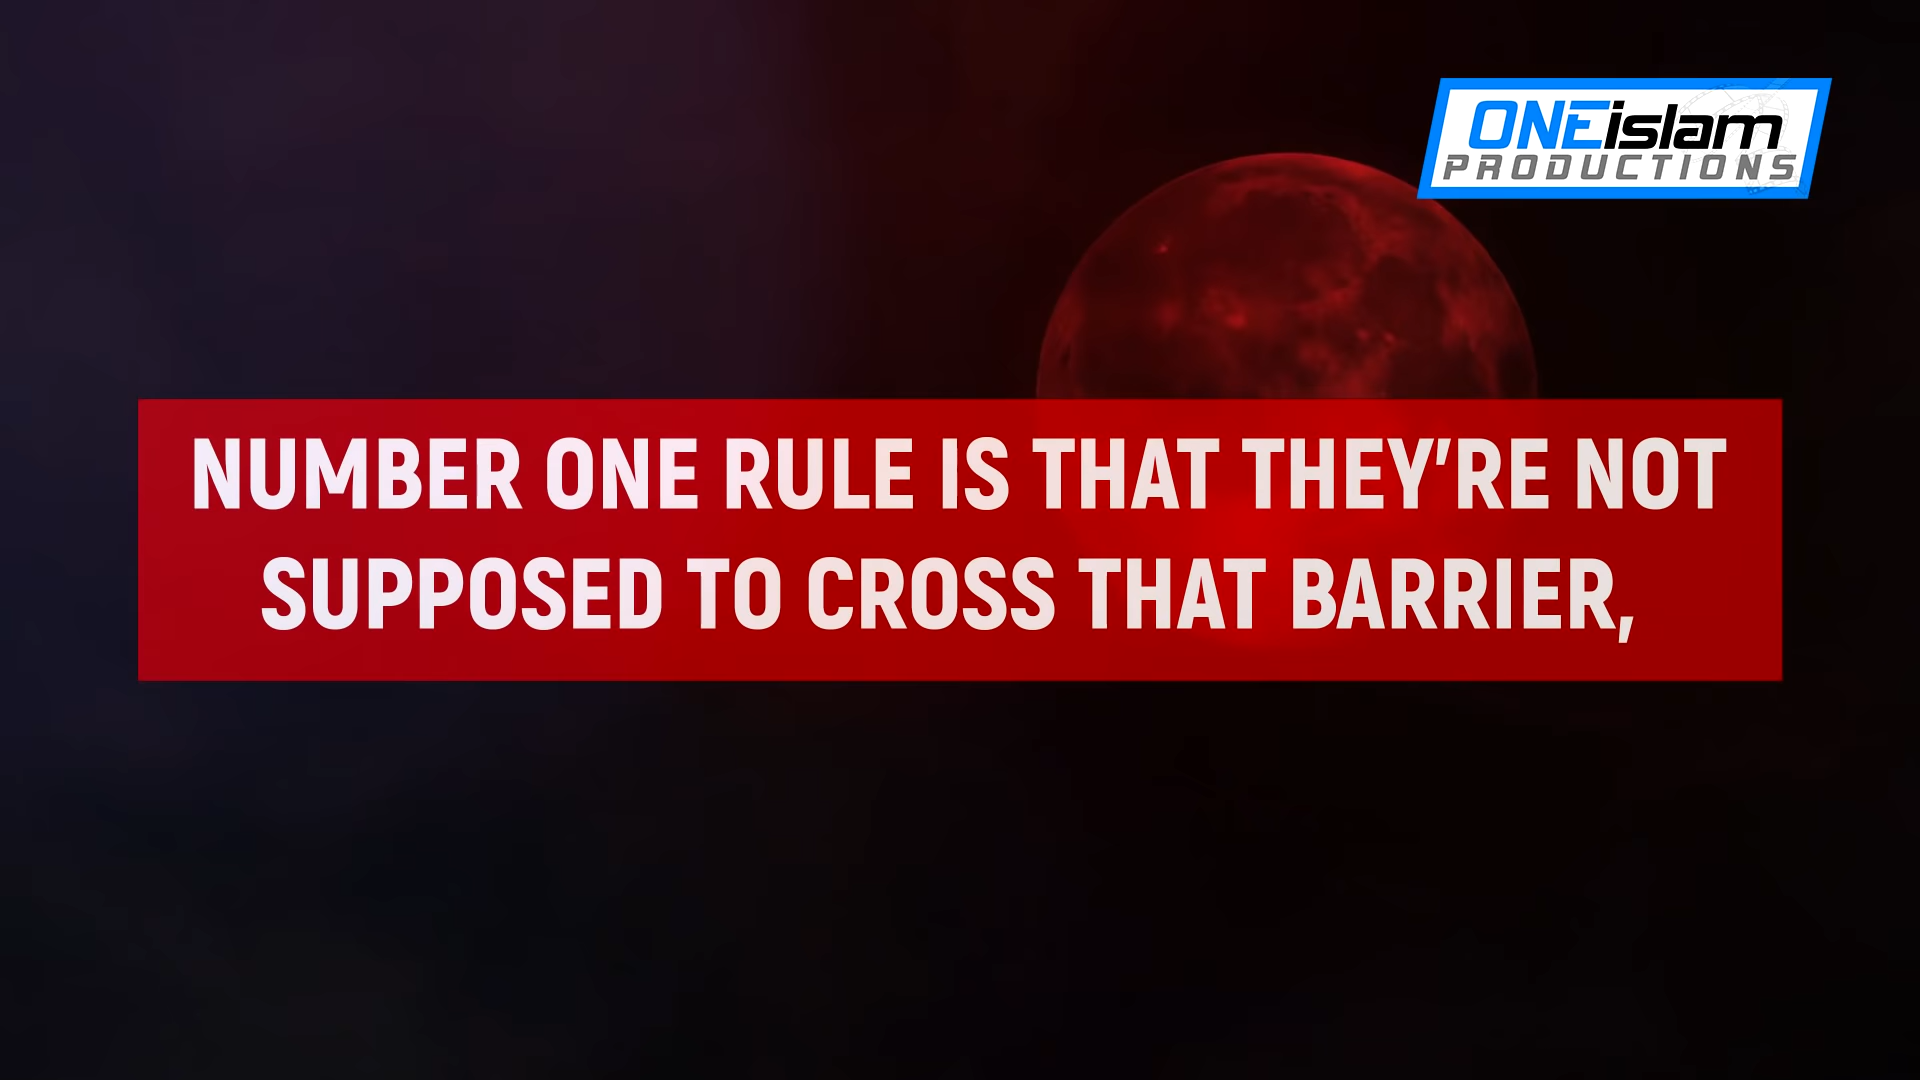 ONEislam
PRODUCTIONS
NUMBER ONE RULE IS THAT THEY'RE NOT
SUPPOSED TO CROSS THAT BARRIER,